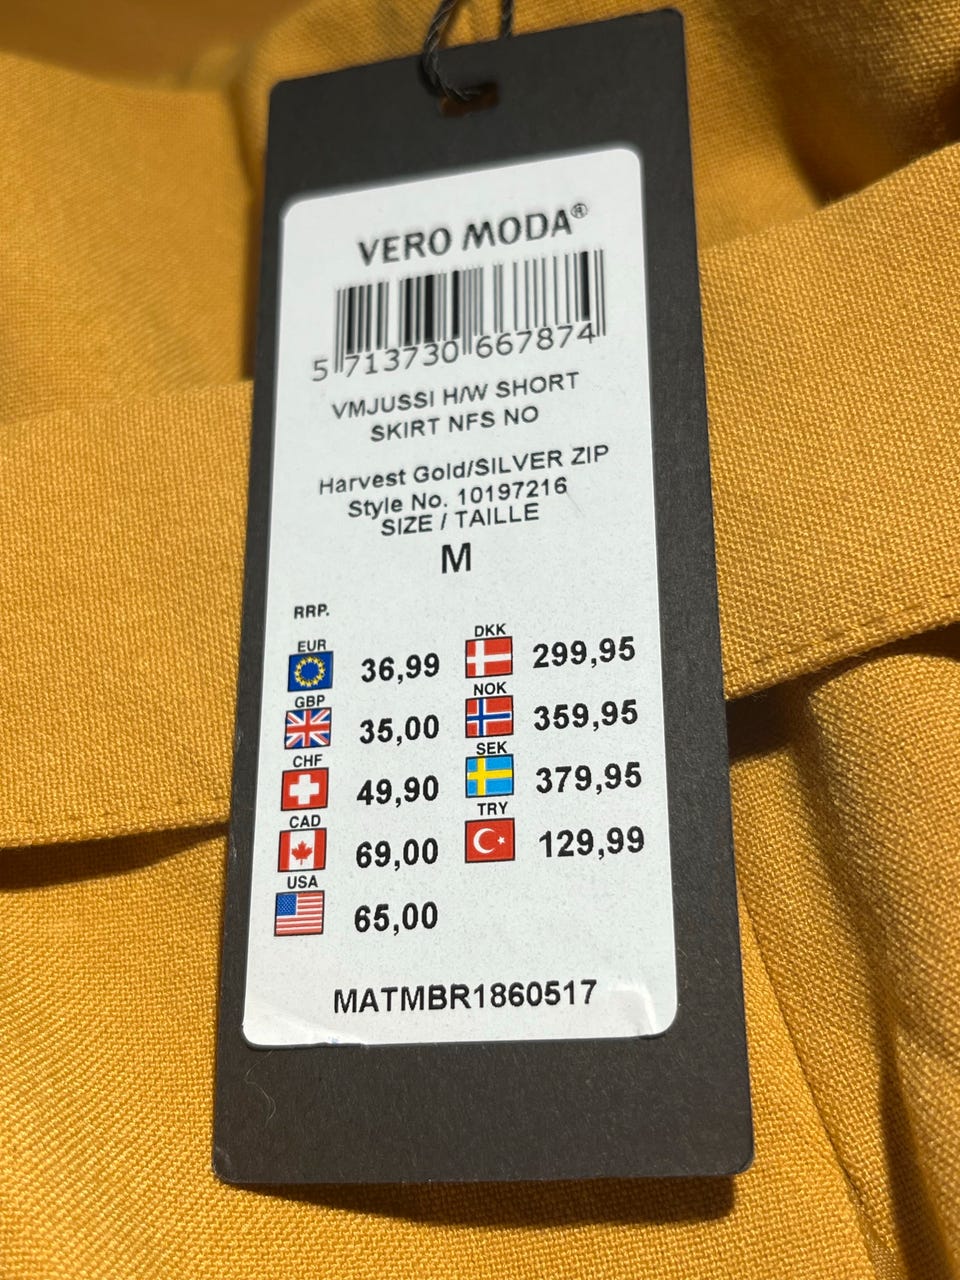 VERO MODA®
5 713730 667874
VMJUSSI H/W SHORT
SKIRT NFS NO
Harvest Gold/SILVER ZIP
Style No. 10197216
SIZE / TAILLE
M
RRP.
EUR 36,99
DKK 299,95
GBP 35,00
NOK 359,95
CHF 49,90
SEK 379,95
CAD 69,00
TRY 129,99
USA 65,00
MATMBR1860517